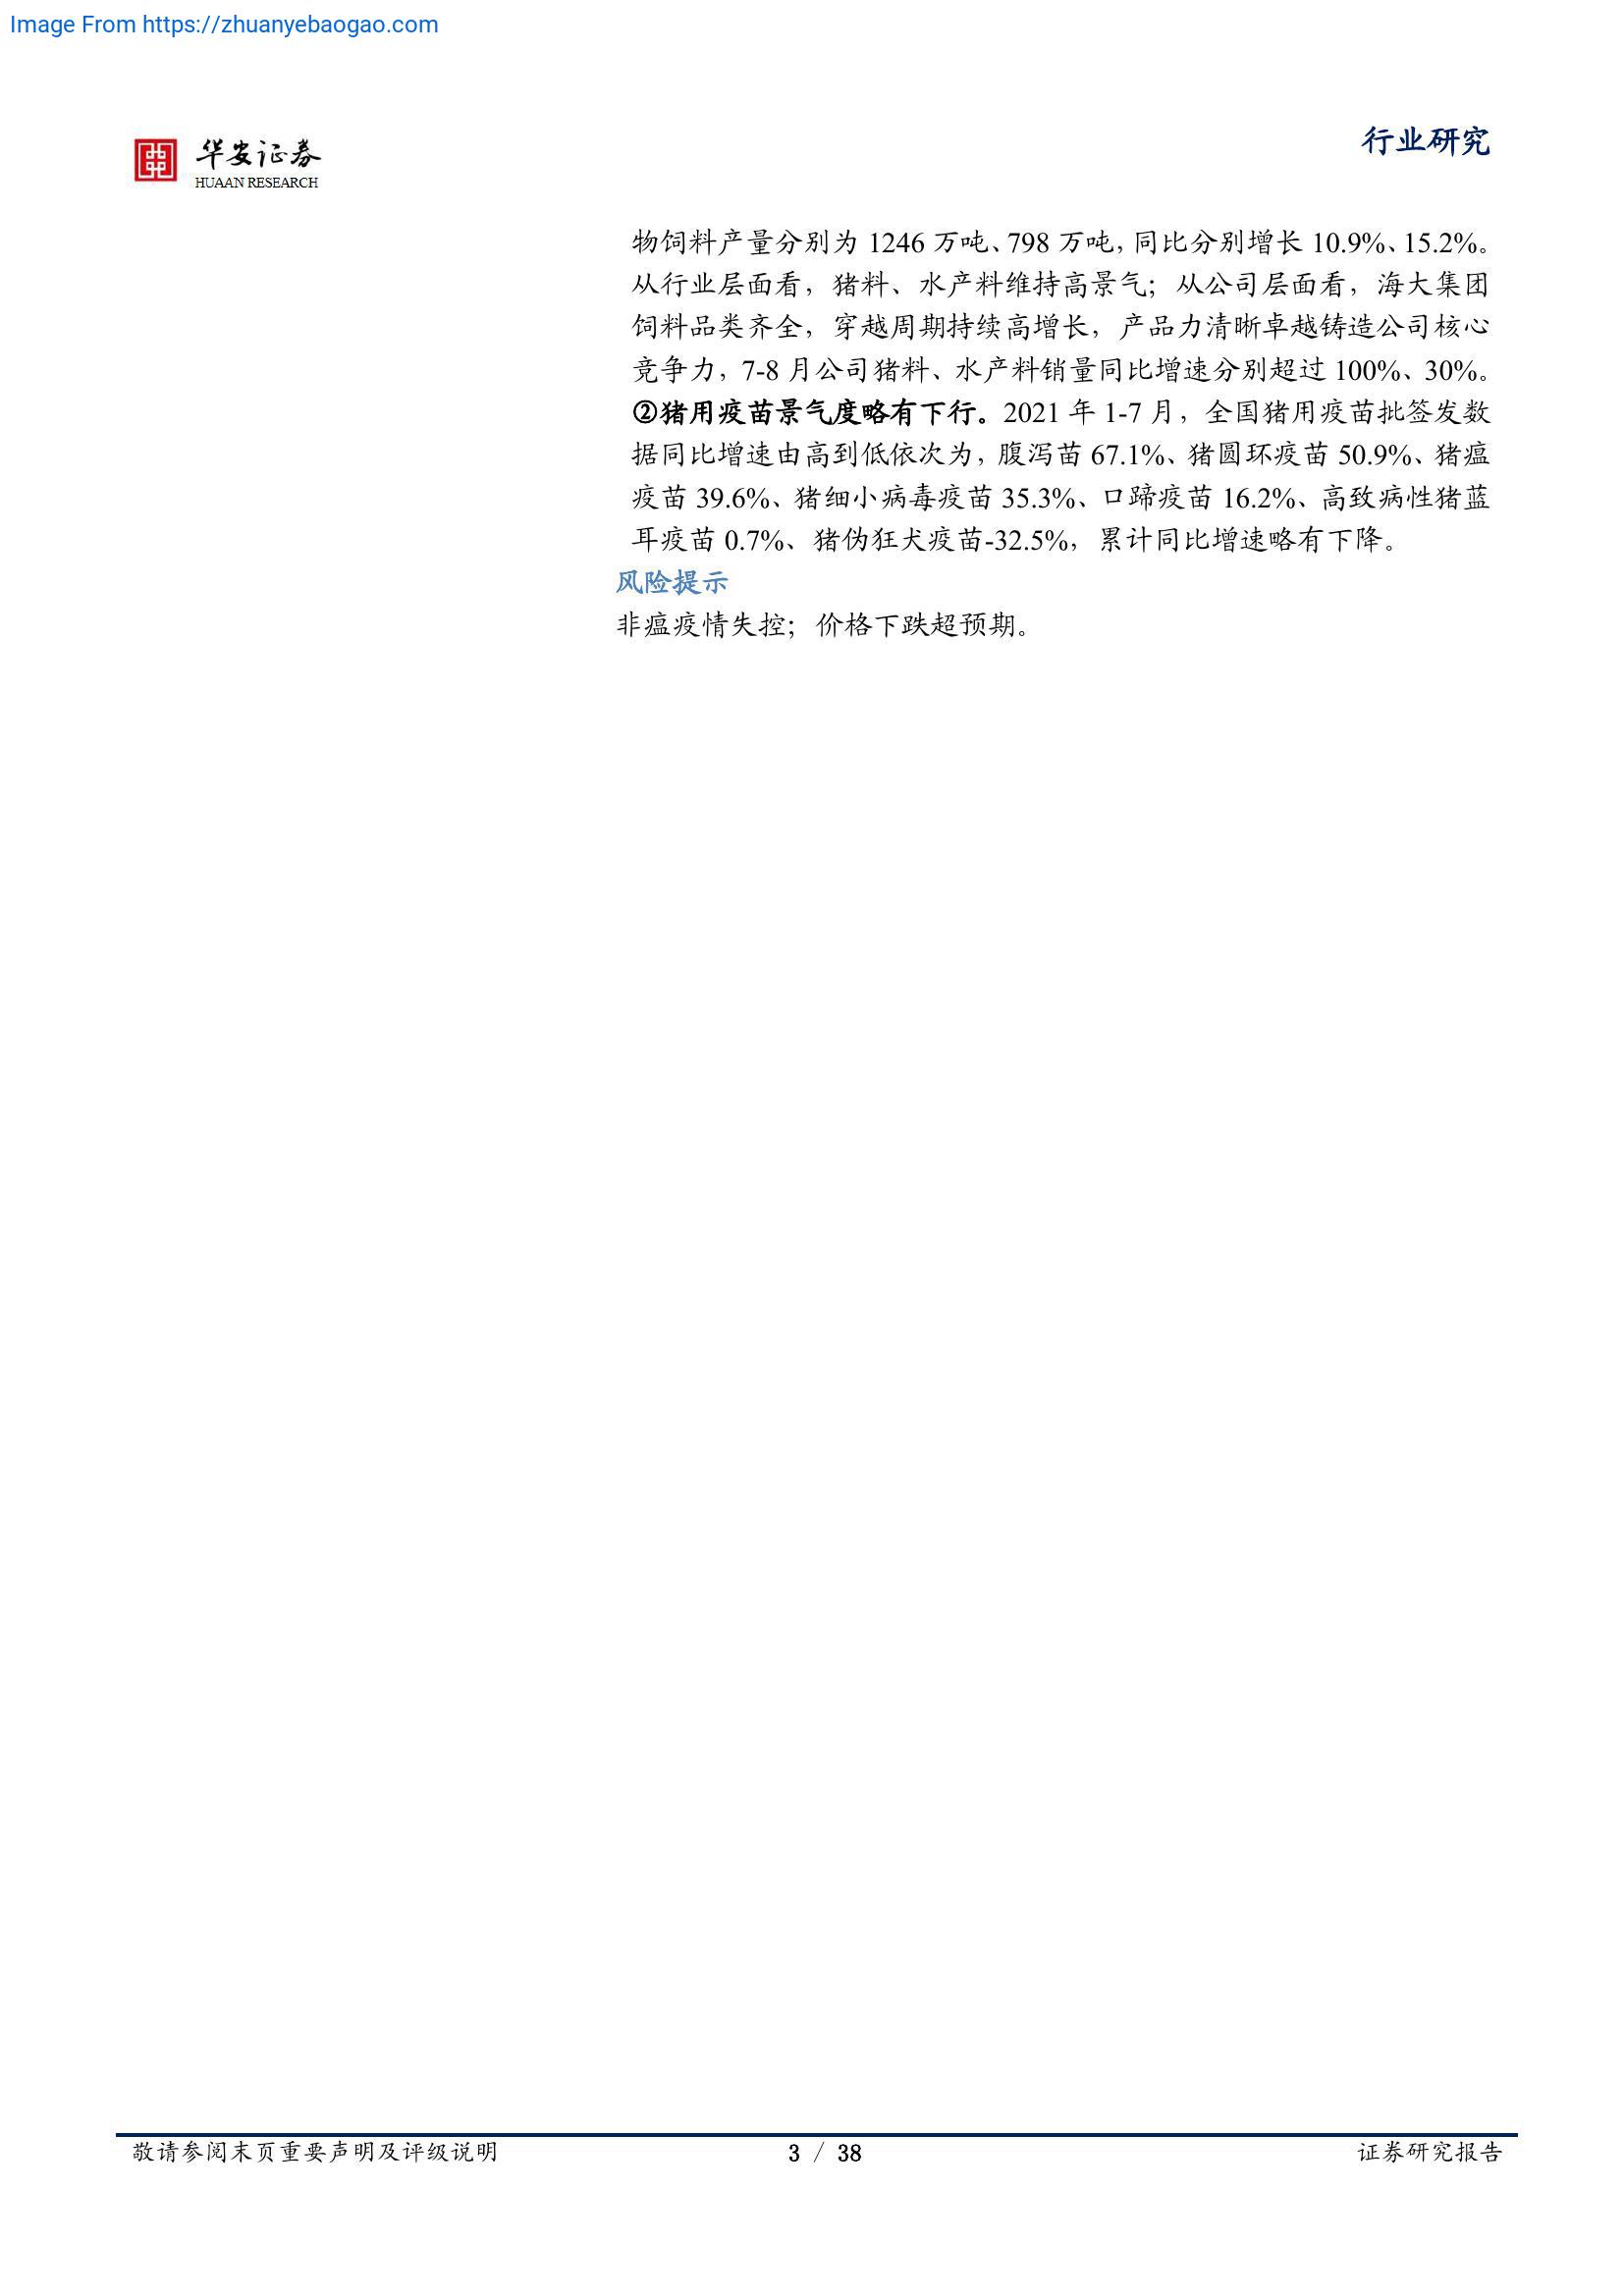 Image From https://zhuanyebaogao.com
华安证券
HUAAN RESEARCH
行业研究
物饲料产量分别为 1246 万吨、798 万吨，同比分别增长 10.9%、15.2%。
从行业层面看，猪料、水产料维持高景气；从公司层面看，海大集团
饲料品类齐全，穿越周期持续高增长，产品力清晰卓越铸造公司核心
竞争力，7-8 月公司猪料、水产料销量同比增速分别超过 100%、30%。
②猪用疫苗景气度略有下行。2021 年 1-7 月，全国猪用疫苗批签发数
据同比增速由高到低依次为，腹泻苗 67.1%、猪圆环疫苗 50.9%、猪瘟
疫苗 39.6%、猪细小病毒疫苗 35.3%、口蹄疫苗 16.2%、高致病性猪蓝
耳疫苗 0.7%、猪伪狂犬疫苗-32.5%，累计同比增速略有下降。
风险提示
非瘟疫情失控；价格下跌超预期。
敬请参阅末页重要声明及评级说明
3 / 38
证券研究报告